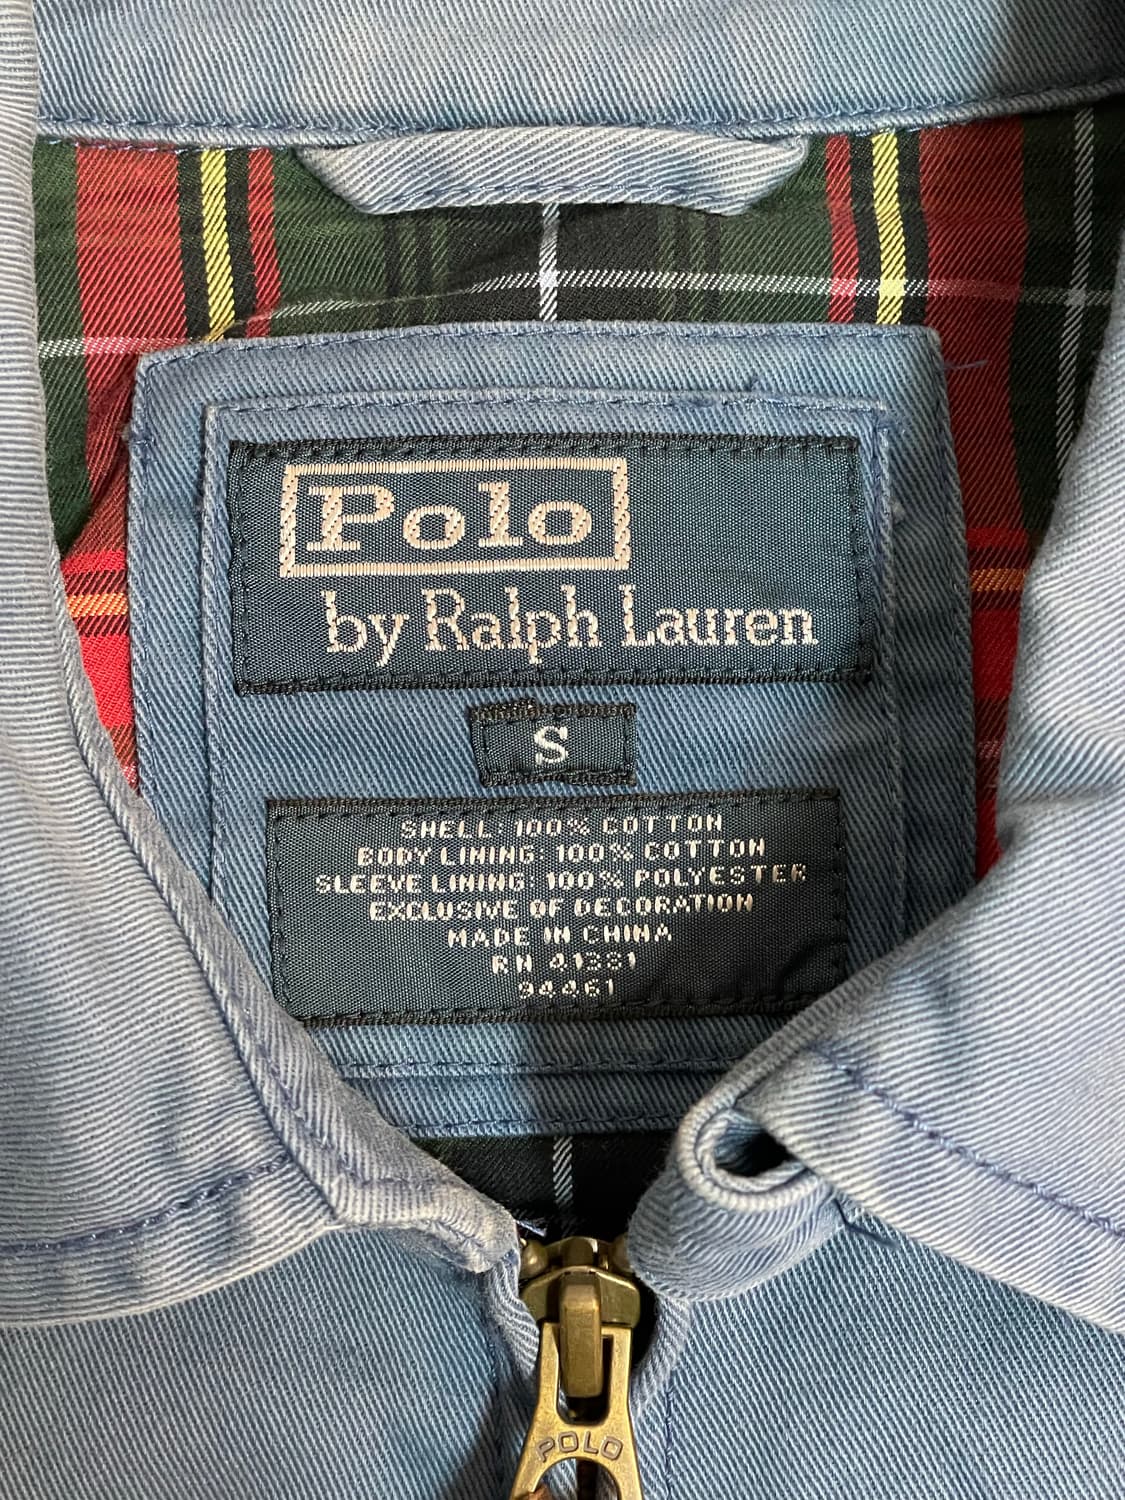 Polo
by Ralph Lauren
S
SHELL: 100% COTTON
BODY LINING: 100% COTTON
SLEEVE LINING: 100% POLYESTER
EXCLUSIVE OF DECORATION
MADE IN CHINA
RN 41381
94461
POLO